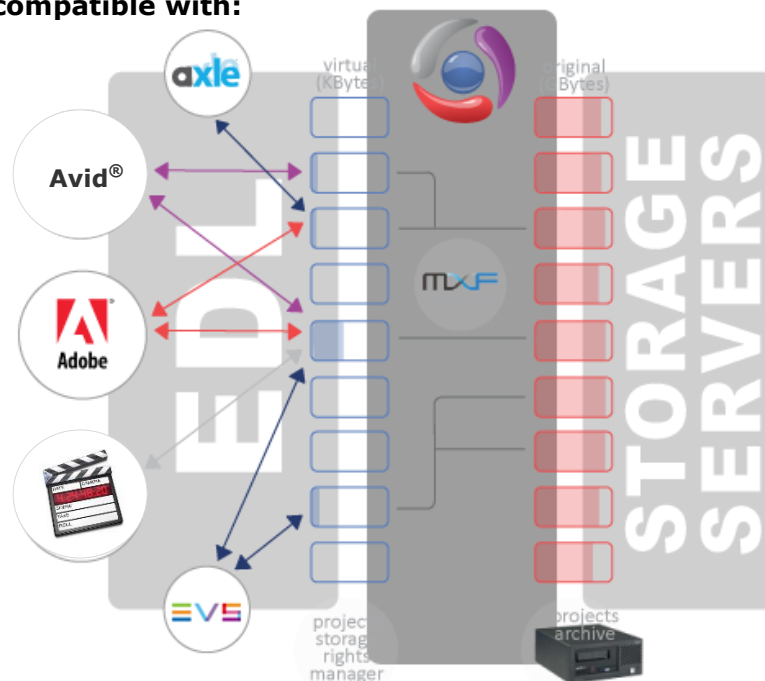 compatible with:
axle
virtual
(KBytes)
original
(GBytes)
Avid®
EDL
STORAGE
SERVERS
MXF
Adobe
EVS
project
storage
rights
manager
projects
archive